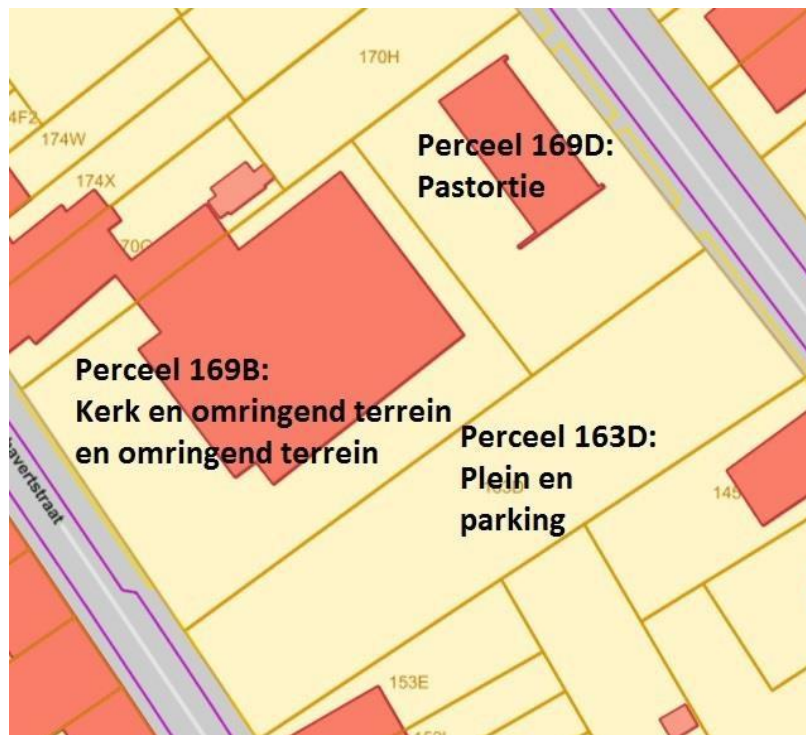 170H
Perceel 169D:
Pastortie
174W
174X
Perceel 169B:
Kerk en omringend terrein
en omringend terrein
Perceel 163D:
Plein en
parking
145
avertstraat
153E